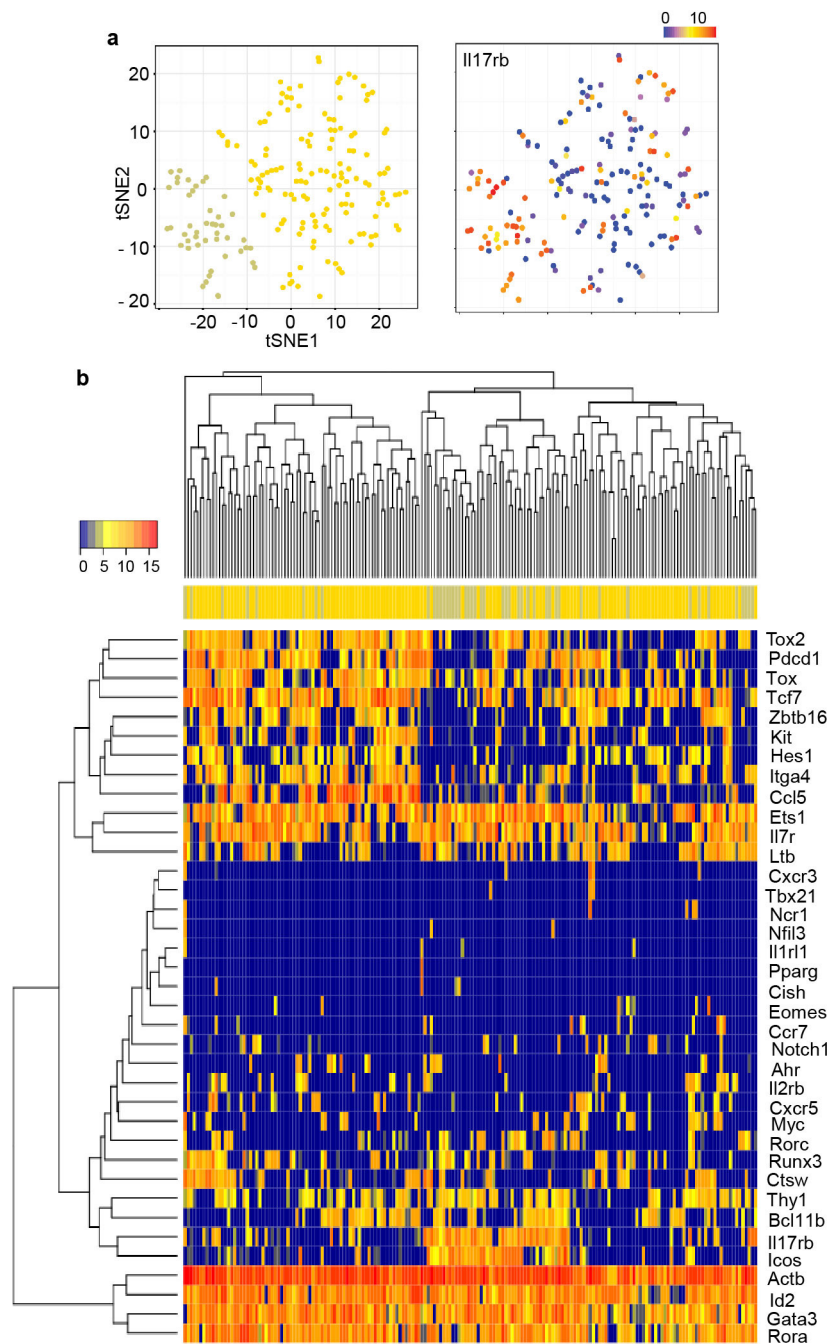 a
0 10
Il17rb
20
10
0
- 10
- 20
tSNE2
-20 -10 0 10 20
tSNE1
b
0 5 10 15
Tox2
Pdcd1
Tox
Tcf7
Zbtb16
Kit
Hes1
Itga4
Ccl5
Ets1
Il7r
Ltb
Cxcr3
Tbx21
Ncr1
Nfil3
Il1rl1
Pparg
Cish
Eomes
Ccr7
Notch1
Ahr
Il2rb
Cxcr5
Myc
Rorc
Runx3
Ctsw
Thy1
Bcl11b
Il17rb
Icos
Actb
Id2
Gata3
Rora